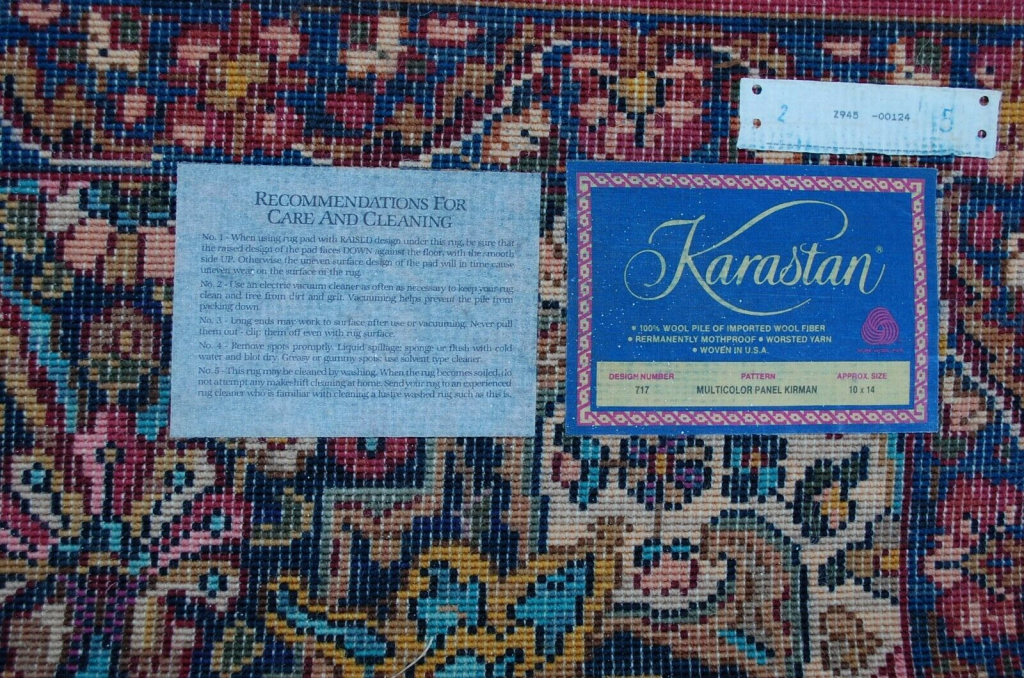 2 Z945 -00124 5
RECOMMENDATIONS FOR
CARE AND CLEANING
No. 1 - When using rug pad with RAISED design under this rug, be sure that
the raised design of the pad faces DOWN against the floor, with the smooth
side UP. Otherwise the uneven surface design of the pad will in time cause
uneven wear on the surface of the rug.
No. 2 - Use an electric vacuum cleaner as often as necessary to keep your rug
clean and free from dirt and grit. Vacuuming helps prevent the pile from
packing down.
No. 3 - Long ends may work to surface after use or vacuuming. Never pull
them out - clip them off even with rug surface.
No. 4 - Remove spots promptly. Liquid spillage: sponge or flush with cold
water and blot dry. Greasy or gummy spots: use solvent type cleaner.
No. 5 - This rug may be cleaned by washing. When the rug becomes soiled, do
not attempt any makeshift cleaning at home. Send your rug to an experienced
rug cleaner who is familiar with cleaning a lustre washed rug such as this is.
Karastan®
• 100% WOOL PILE OF IMPORTED WOOL FIBER
• PERMANENTLY MOTHPROOF • WORSTED YARN
• WOVEN IN U.S.A.
DESIGN NUMBER PATTERN APPROX. SIZE
717 MULTICOLOR PANEL KIRMAN 10 x 14